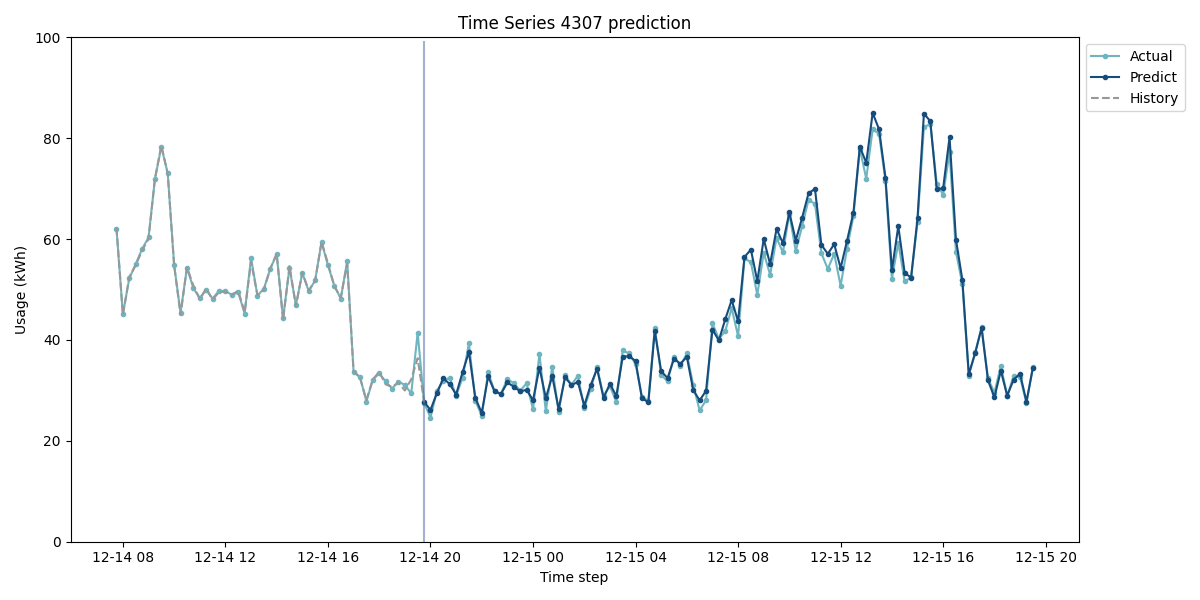 Time Series 4307 prediction
Actual
Predict
History
Usage (kWh)
100
80
60
40
20
0
12-14 08
12-14 12
12-14 16
12-14 20
12-15 00
12-15 04
12-15 08
12-15 12
12-15 16
12-15 20
Time step